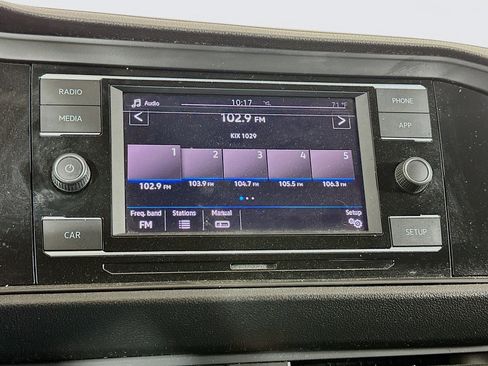 RADIO
MEDIA
CAR
Audio 10:17 71 °F
< 102.9 FM >
KIX 1029
1 2 3 4 5
102.9 FM 103.9 FM 104.7 FM 105.5 FM 106.3 FM
Freq. band Stations Manual Setup
FM
PHONE
APP
SETUP